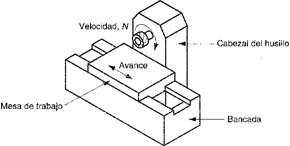 Velocidad, N
Cabezal del husillo
Avance
Mesa de trabajo
Bancada